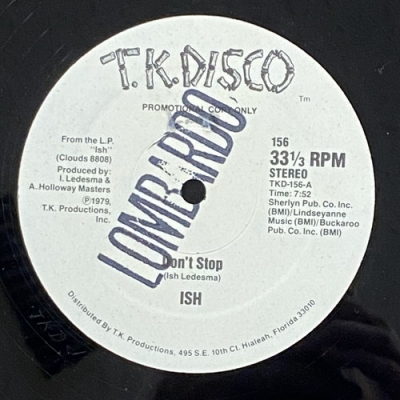 T.K.DISCO
TM
PROMOTIONAL COPY ONLY
LOMBARDO
From the L.P.
"Ish"
(Clouds 8808)
Produced by:
I. Ledesma &
A. Holloway Masters
Ⓟ1979,
T.K. Productions, Inc.
156
33⅓ RPM
STEREO
TKD-156-A
Time: 7:52
Sherlyn Pub. Co. Inc.
(BMI)/Lindseyanne
Music (BMI)/Buckaroo
Pub. Co. Inc. (BMI)
Don't Stop
(Ish Ledesma)
ISH
Distributed By T.K. Productions, 495 S.E. 10th Ct. Hialeah, Florida 33010